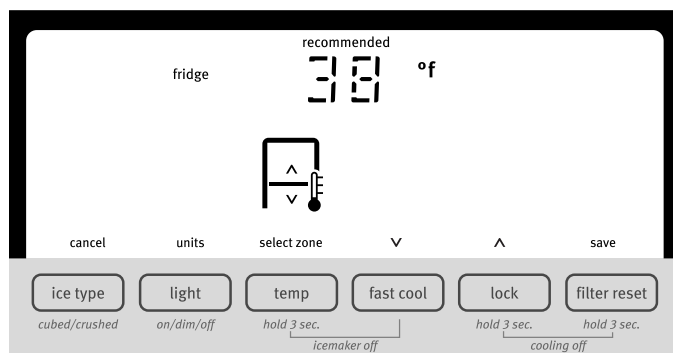 recommended
fridge 38 °f
cancel units select zone ∨ ∧ save
ice type light temp fast cool lock filter reset
cubed/crushed on/dim/off hold 3 sec. hold 3 sec. hold 3 sec.
icemaker off cooling off